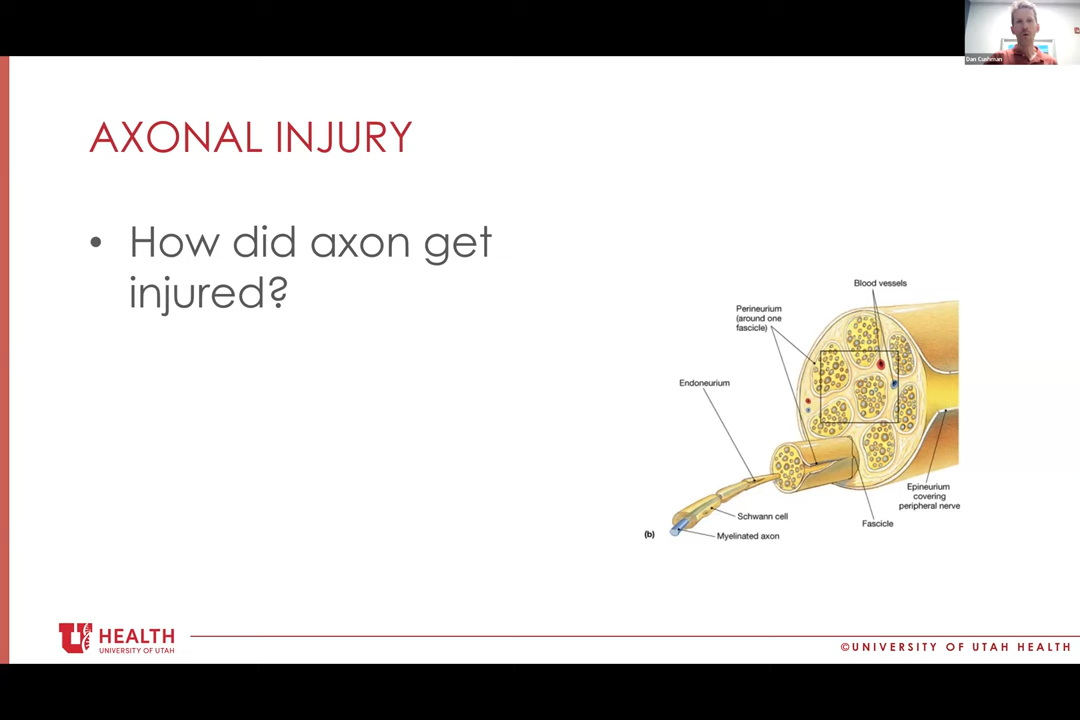 Dan Cushman
AXONAL INJURY
• How did axon get
injured?
Blood vessels
Perineurium
(around one
fascicle)
Endoneurium
Epineurium
covering
peripheral nerve
Schwann cell
Fascicle
(b)
Myelinated axon
U HEALTH
UNIVERSITY OF UTAH
©UNIVERSITY OF UTAH HEALTH